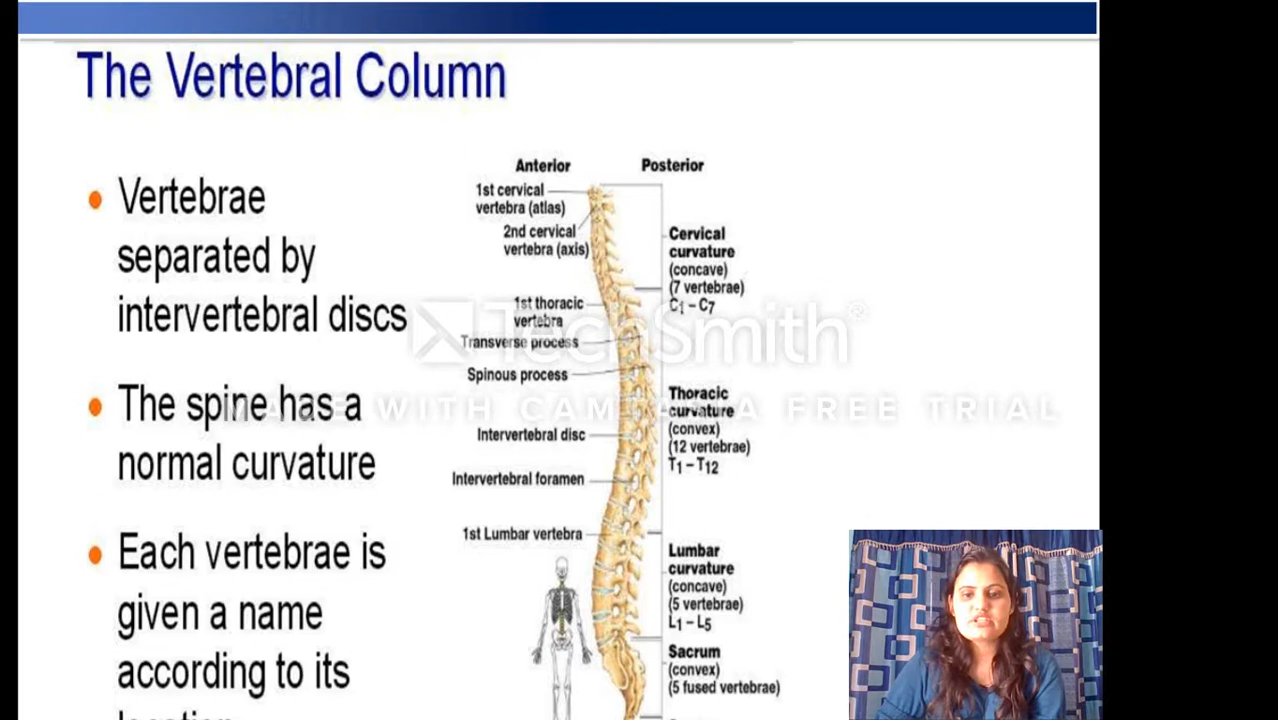 The Vertebral Column
Vertebrae
separated by
intervertebral discs
The spine has a
normal curvature
Each vertebrae is
given a name
according to its
location
Anterior
Posterior
1st cervical
vertebra (atlas)
2nd cervical
vertebra (axis)
1st thoracic
vertebra
Transverse process
Spinous process
Intervertebral disc
Intervertebral foramen
1st Lumbar vertebra
Cervical
curvature
(concave)
(7 vertebrae)
C1 – C7
Thoracic
curvature
(convex)
(12 vertebrae)
T1 – T12
Lumbar
curvature
(concave)
(5 vertebrae)
L1 – L5
Sacrum
(convex)
(5 fused vertebrae)
TechSmith®
MADE WITH CAMTASIA FREE TRIAL